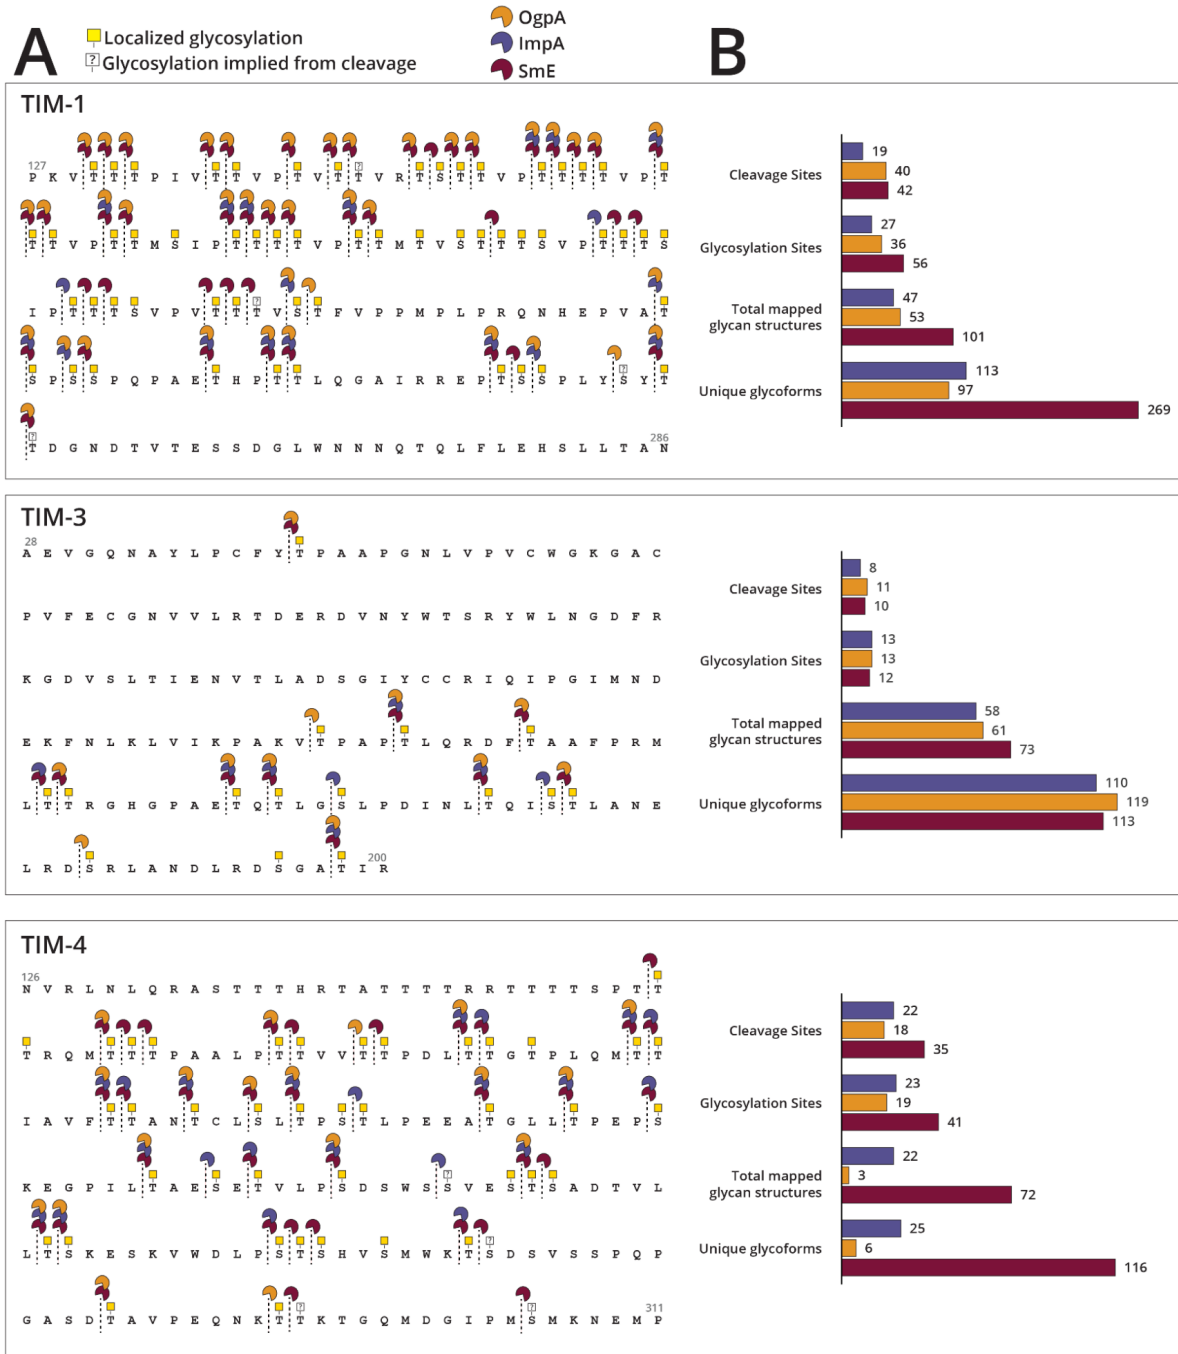 A
Localized glycosylation
? Glycosylation implied from cleavage
OgpA
ImpA
SmE
B
TIM-1
127
?
P K V T T T P I V T T V P T V T T V R T S T T V P T T T T V P T
T T V P T T M S I P T T T T V P T T M T V S T T T S V P T T T S
?
I P T T T S V P V T T T V S T F V P P M P L P R Q N H E P V A T
?
S P S S P Q P A E T H P T T L Q G A I R R E P T S S P L Y S Y T
?
T D G N D T V T E S S D G L W N N N Q T Q L F L E H S L L T A N
286
Cleavage Sites
19
40
42
Glycosylation Sites
27
36
56
Total mapped
glycan structures
47
53
101
Unique glycoforms
113
97
269
TIM-3
28
A E V G Q N A Y L P C F Y T P A A P G N L V P V C W G K G A C
P V F E C G N V V L R T D E R D V N Y W T S R Y W L N G D F R
K G D V S L T I E N V T L A D S G I Y C C R I Q I P G I M N D
E K F N L K L V I K P A K V T P A P T L Q R D F T A A F P R M
L T T R G H G P A E T Q T L G S L P D I N L T Q I S T L A N E
200
L R D S R L A N D L R D S G A T I R
Cleavage Sites
8
11
10
Glycosylation Sites
13
13
12
Total mapped
glycan structures
58
61
73
Unique glycoforms
110
119
113
TIM-4
126
N V R L N L Q R A S T T T H R T A T T T T R R T T T T S P T T
T R Q M T T T P A A L P T T V V T T P D L T T G T P L Q M T T
I A V F T T A N T C L S L T P S T L P E E A T G L L T P E P S
?
K E G P I L T A E S E T V L P S D S W S S V E S T S A D T V L
?
L T S K E S K V W D L P S T S H V S M W K T S D S V S S P Q P
? ?
311
G A S D T A V P E Q N K T T K T G Q M D G I P M S M K N E M P
Cleavage Sites
22
18
35
Glycosylation Sites
23
19
41
Total mapped
glycan structures
22
3
72
Unique glycoforms
25
6
116